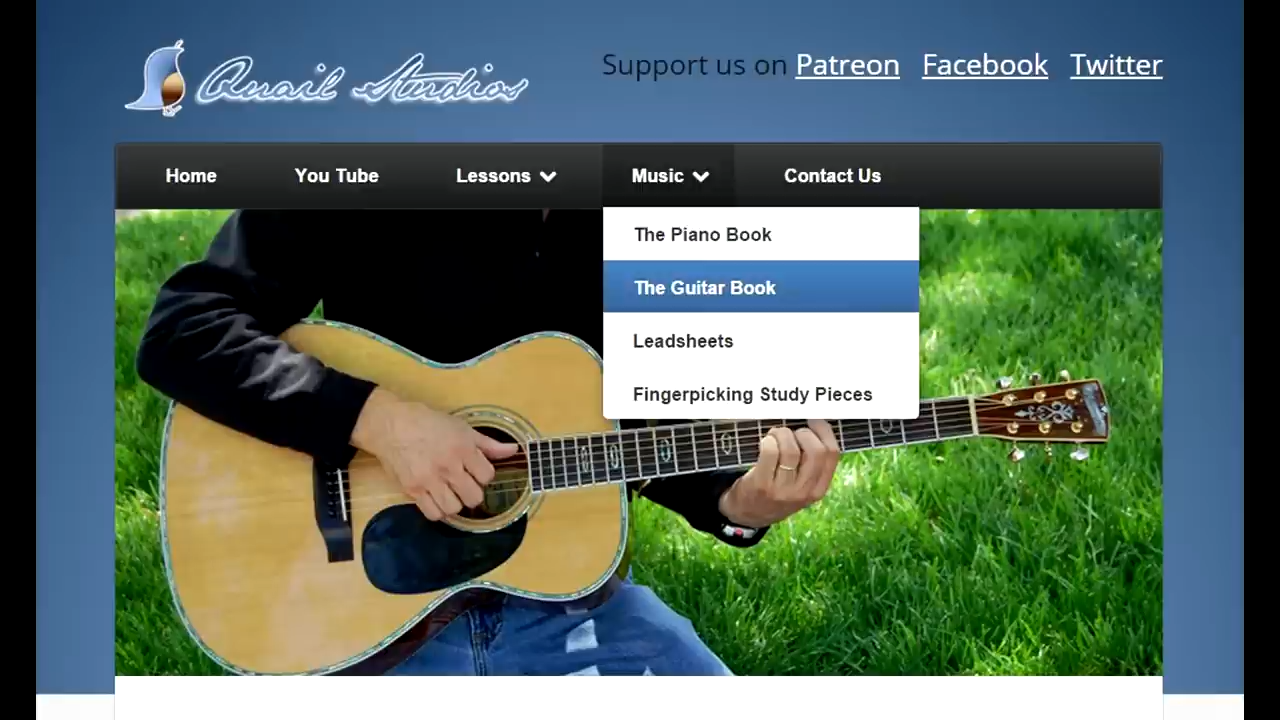 Quail Studios
Support us on Patreon Facebook Twitter
Home You Tube Lessons Music Contact Us
The Piano Book
The Guitar Book
Leadsheets
Fingerpicking Study Pieces